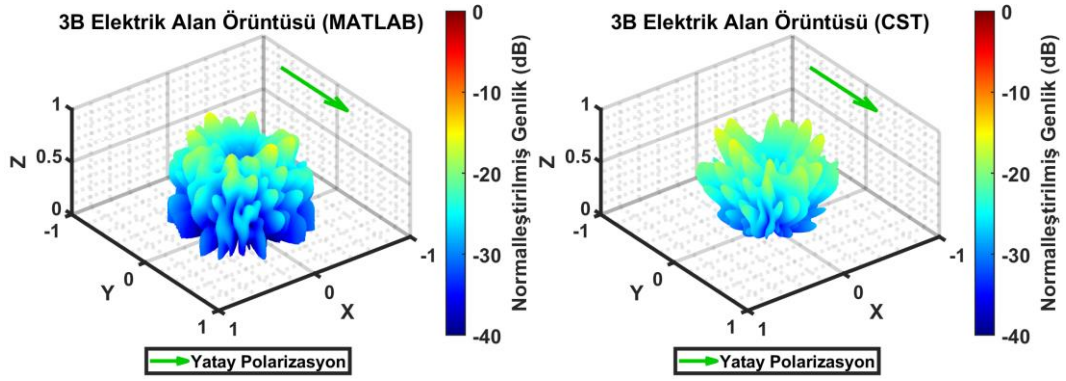 3B Elektrik Alan Örüntüsü (MATLAB)
1
0.5
0
-1
Z
Y
0
1
1
0
-1
X
0
-10
-20
-30
-40
Normalleştirilmiş Genlik (dB)
Yatay Polarizasyon
3B Elektrik Alan Örüntüsü (CST)
1
0.5
0
-1
Z
Y
0
1
1
0
-1
X
0
-10
-20
-30
-40
Normalleştirilmiş Genlik (dB)
Yatay Polarizasyon